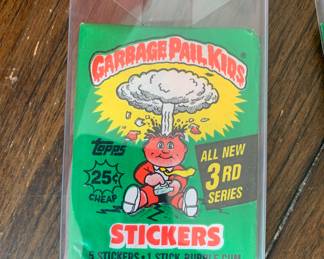 GARBAGE PAIL KIDS
topps
25¢
CHEAP
ALL NEW
3RD
SERIES
STICKERS
5 STICKERS • 1 STICK BUBBLE GUM